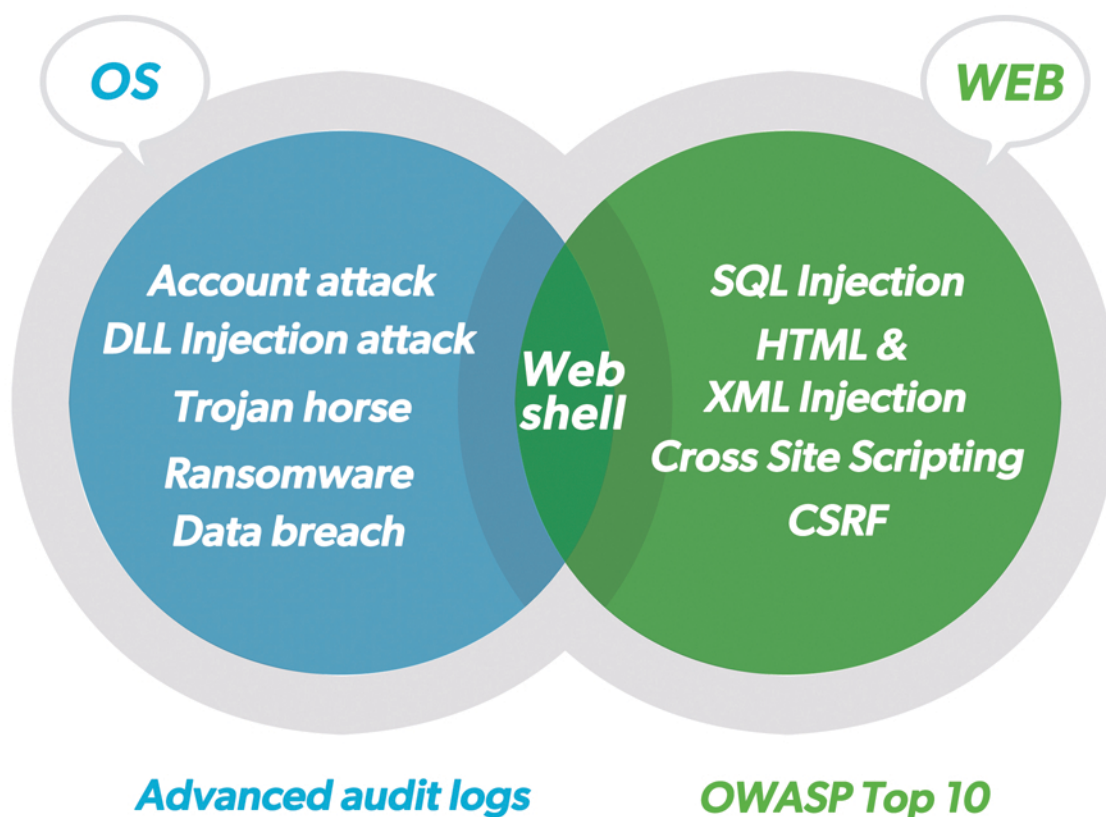 OS
WEB
Account attack
DLL Injection attack
Trojan horse
Ransomware
Data breach
Web
shell
SQL Injection
HTML &
XML Injection
Cross Site Scripting
CSRF
Advanced audit logs
OWASP Top 10